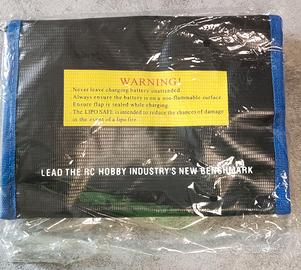 WARNING!
Never leave charging battery unattended.
Always ensure the battery is on a non-flammable surface.
Ensure flap is sealed while charging.
The LIPO SAFE is intended to reduce the chances of damage
in the event of a lipo fire.
LEAD THE RC HOBBY INDUSTRY'S NEW BENCHMARK